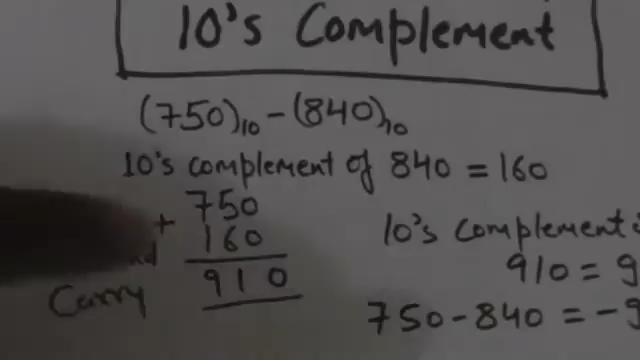 10's Complement
(750)10 - (840)10
10's complement of 840 = 160
+ 750
160
910
Carry
10's complement
910 = 9
750 - 840 = -9